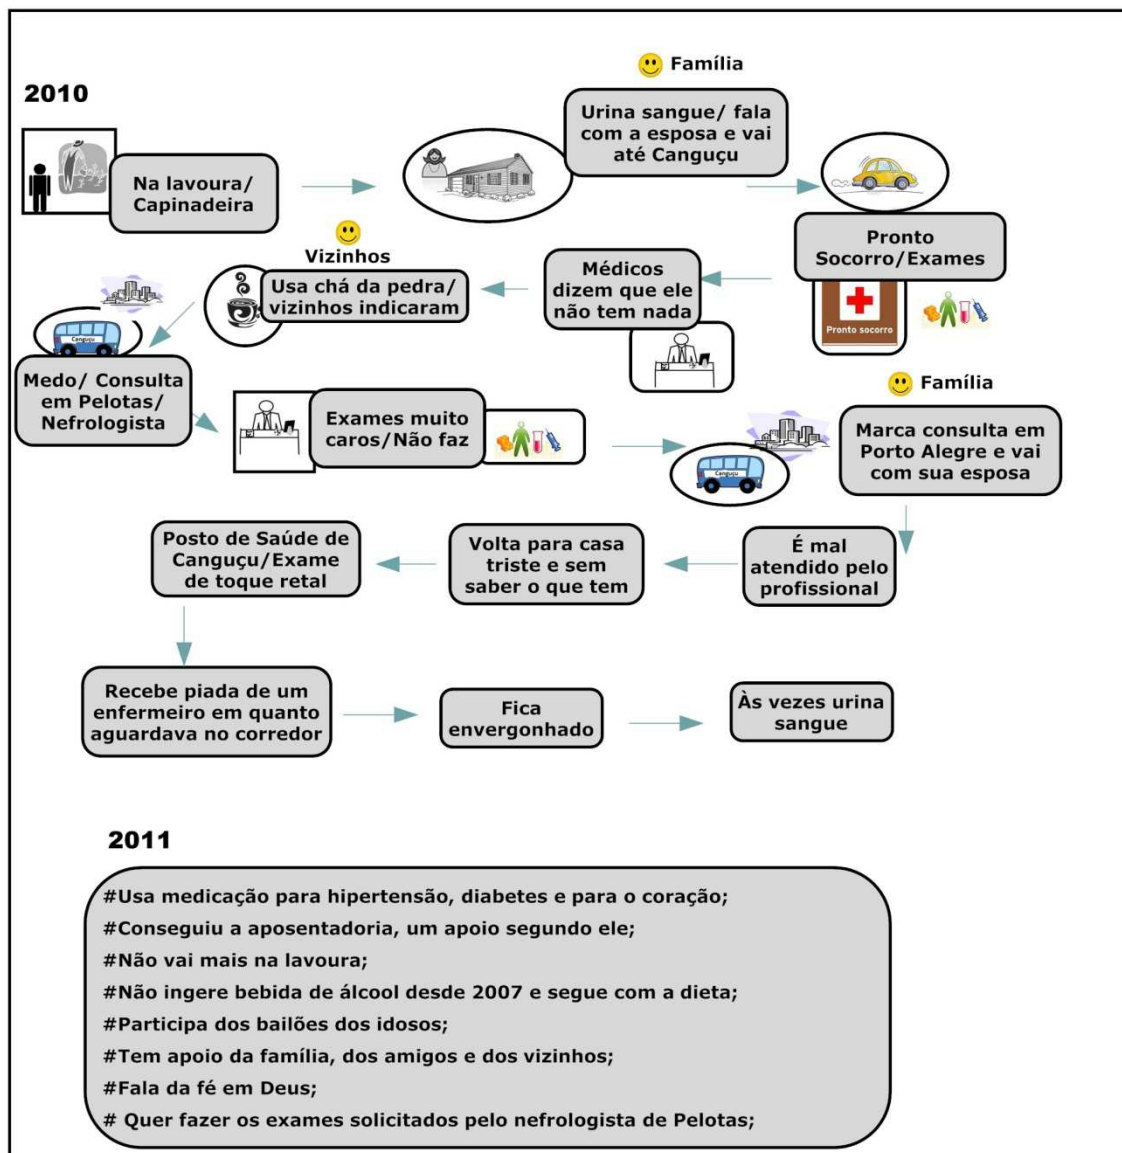 2010
Família
Urina sangue/ fala
com a esposa e vai
até Canguçu
Na lavoura/
Capinadeira
Pronto
Socorro/Exames
Pronto socorro
Médicos
dizem que ele
não tem nada
Vizinhos
Usa chá da pedra/
vizinhos indicaram
Canguçu
Medo/ Consulta
em Pelotas/
Nefrologista
Exames muito
caros/Não faz
Canguçu
Família
Marca consulta em
Porto Alegre e vai
com sua esposa
É mal
atendido pelo
profissional
Volta para casa
triste e sem
saber o que tem
Posto de Saúde de
Canguçu/Exame
de toque retal
Recebe piada de um
enfermeiro em quanto
aguardava no corredor
Fica
envergonhado
Às vezes urina
sangue
2011
#Usa medicação para hipertensão, diabetes e para o coração;
#Conseguiu a aposentadoria, um apoio segundo ele;
#Não vai mais na lavoura;
#Não ingere bebida de álcool desde 2007 e segue com a dieta;
#Participa dos bailões dos idosos;
#Tem apoio da família, dos amigos e dos vizinhos;
#Fala da fé em Deus;
# Quer fazer os exames solicitados pelo nefrologista de Pelotas;